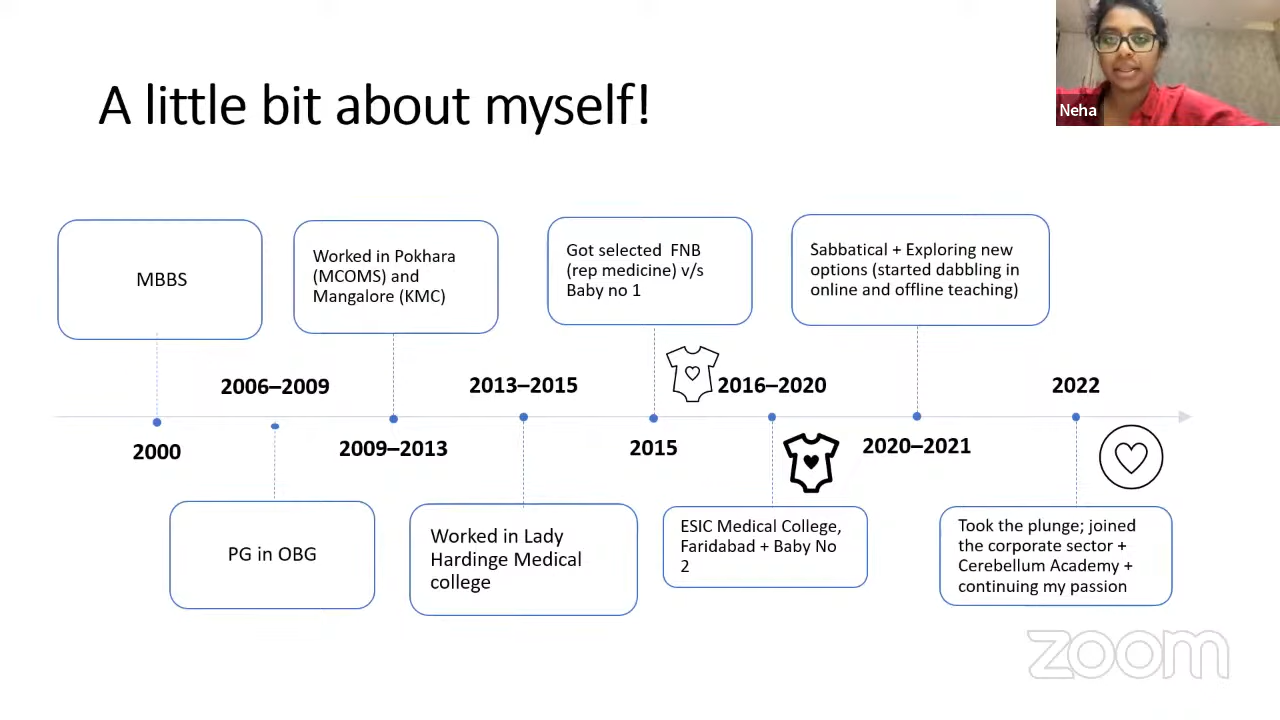 A little bit about myself!
Neha
MBBS
Worked in Pokhara
(MCOMS) and
Mangalore (KMC)
Got selected FNB
(rep medicine) v/s
Baby no 1
Sabbatical + Exploring new
options (started dabbling in
online and offline teaching)
2006–2009
2013–2015
2016–2020
2022
2000
2009–2013
2015
2020–2021
PG in OBG
Worked in Lady
Hardinge Medical
college
ESIC Medical College,
Faridabad + Baby No
2
Took the plunge; joined
the corporate sector +
Cerebellum Academy +
continuing my passion
zoom